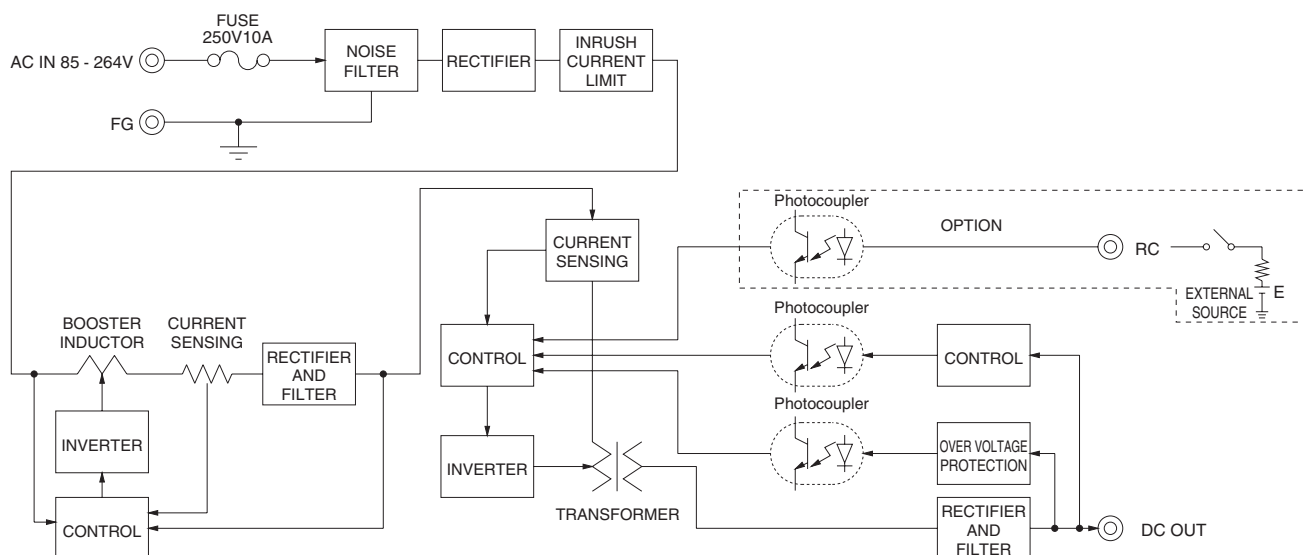 FUSE
250V10A
AC IN 85 - 264V
NOISE
FILTER
RECTIFIER
INRUSH
CURRENT
LIMIT
FG
Photocoupler
OPTION
RC
EXTERNAL
SOURCE
E
CURRENT
SENSING
BOOSTER
INDUCTOR
CURRENT
SENSING
RECTIFIER
AND
FILTER
CONTROL
Photocoupler
CONTROL
INVERTER
INVERTER
Photocoupler
OVER VOLTAGE
PROTECTION
CONTROL
TRANSFORMER
RECTIFIER
AND
FILTER
DC OUT